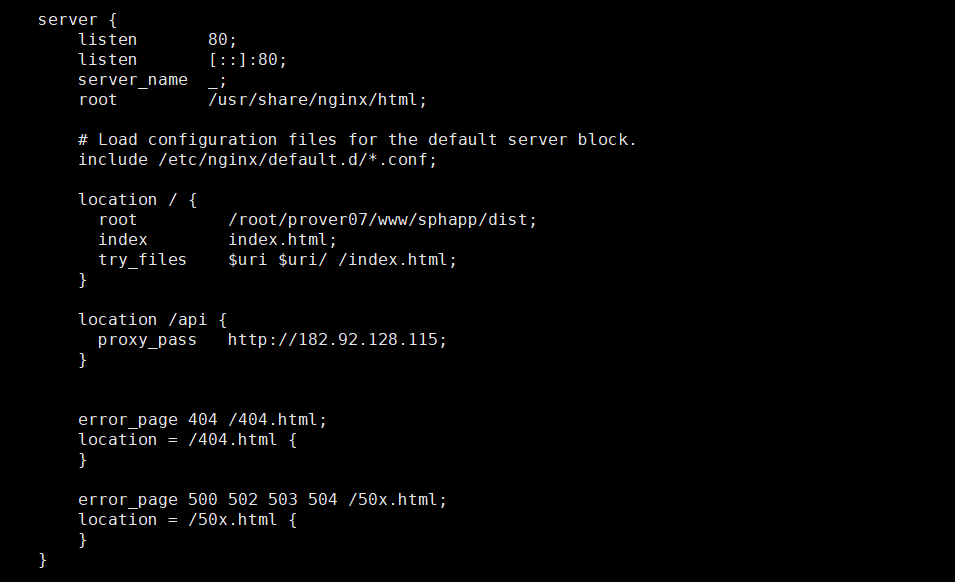 server {
    listen       80;
    listen       [::]:80;
    server_name  _;
    root         /usr/share/nginx/html;

    # Load configuration files for the default server block.
    include /etc/nginx/default.d/*.conf;

    location / {
      root         /root/prover07/www/sphapp/dist;
      index        index.html;
      try_files    $uri $uri/ /index.html;
    }

    location /api {
      proxy_pass   http://182.92.128.115;
    }


    error_page 404 /404.html;
    location = /404.html {
    }

    error_page 500 502 503 504 /50x.html;
    location = /50x.html {
    }
}